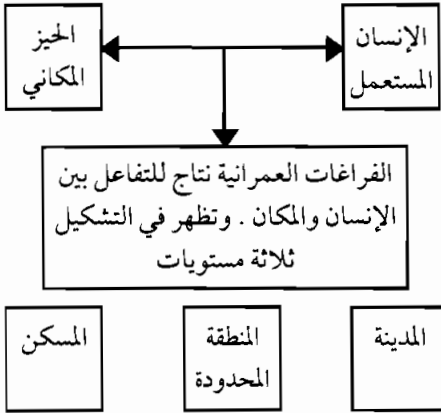 الإنسان
المستعمل
الحيز
المكاني
الفراغات العمرانية نتاج للتفاعل بين
الإنسان والمكان . وتظهر في التشكيل
ثلاثة مستويات
المدينة
المنطقة
المحدودة
المسكن